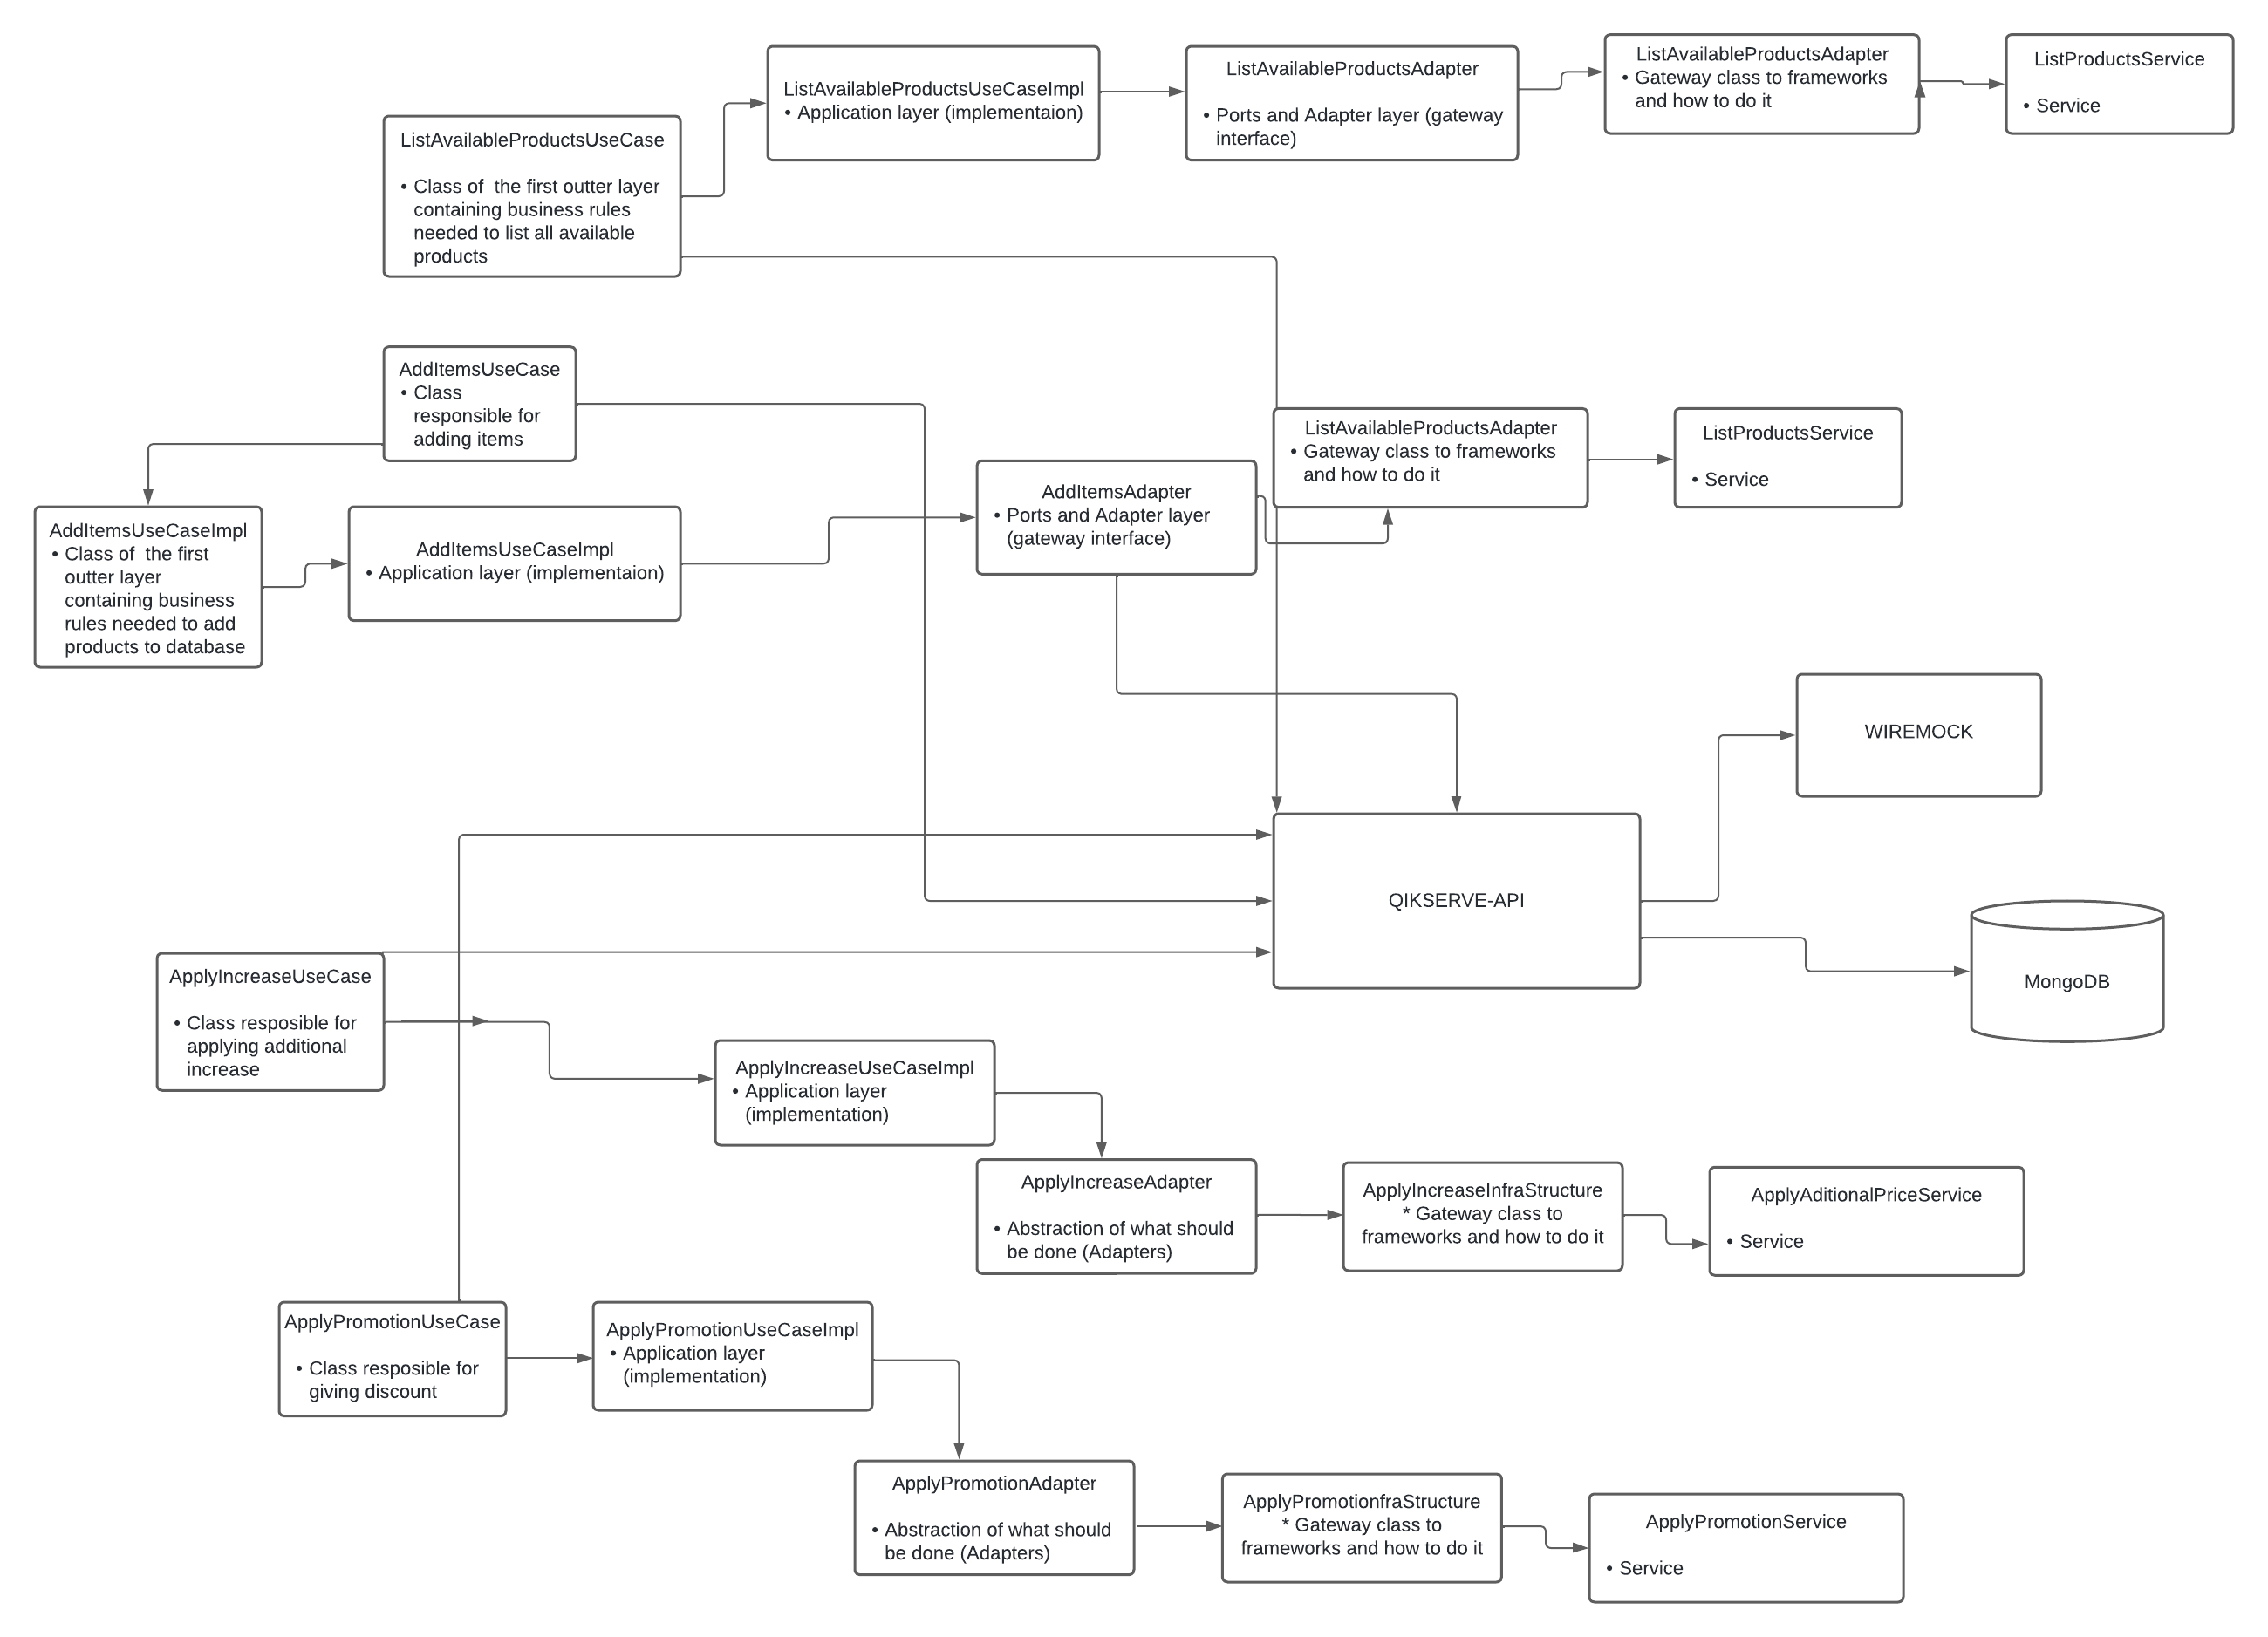 ListAvailableProductsUseCase
• Class of  the first outter layer
containing business rules
needed to list all available
products
ListAvailableProductsUseCaseImpl
• Application layer (implementaion)
ListAvailableProductsAdapter
• Ports and Adapter layer (gateway
interface)
ListAvailableProductsAdapter
• Gateway class to frameworks
and how to do it
ListProductsService
• Service
AddItemsUseCase
• Class
responsible for
adding items
AddItemsUseCaseImpl
• Class of  the first
outter layer
containing business
rules needed to add
products to database
AddItemsUseCaseImpl
• Application layer (implementaion)
AddItemsAdapter
• Ports and Adapter layer
(gateway interface)
ListAvailableProductsAdapter
• Gateway class to frameworks
and how to do it
ListProductsService
• Service
WIREMOCK
QIKSERVE-API
MongoDB
ApplyIncreaseUseCase
• Class resposible for
applying additional
increase
ApplyIncreaseUseCaseImpl
• Application layer
(implementation)
ApplyIncreaseAdapter
• Abstraction of what should
be done (Adapters)
ApplyIncreaseInfraStructure
* Gateway class to
frameworks and how to do it
ApplyAditionalPriceService
• Service
ApplyPromotionUseCase
• Class resposible for
giving discount
ApplyPromotionUseCaseImpl
• Application layer
(implementation)
ApplyPromotionAdapter
• Abstraction of what should
be done (Adapters)
ApplyPromotionfraStructure
* Gateway class to
frameworks and how to do it
ApplyPromotionService
• Service